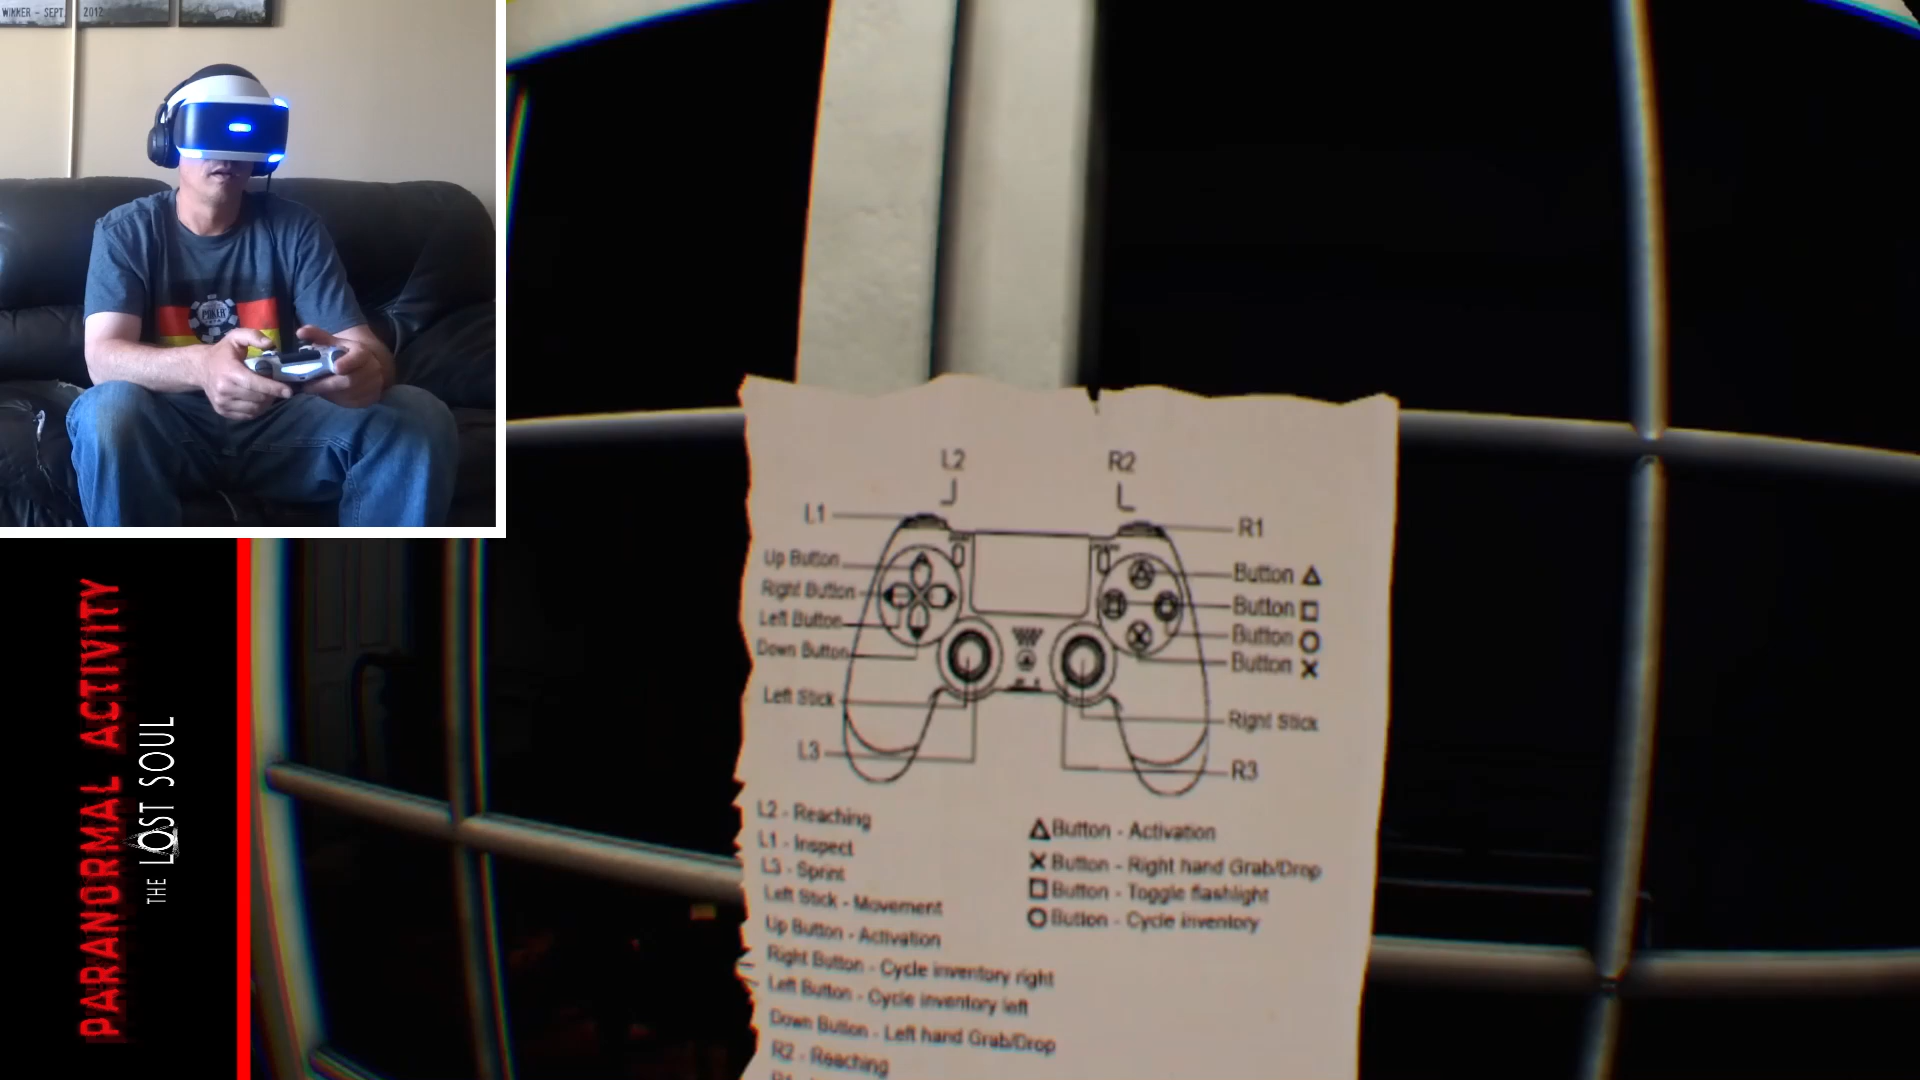 WINNER - SEPT. 2012
POKER
PARANORMAL ACTIVITY
THE LOST SOUL
L2
R2
L1
R1
Up Button
Right Button
Left Button
Down Button
Left Stick
L3
Button △
Button □
Button ○
Button ✕
Right Stick
R3
L2 - Reaching
L1 - Inspect
L3 - Sprint
Left Stick - Movement
Up Button - Activation
Right Button - Cycle inventory right
Left Button - Cycle inventory left
Down Button - Left hand Grab/Drop
R2 - Reaching
△ Button - Activation
✕ Button - Right hand Grab/Drop
□ Button - Toggle flashlight
○ Button - Cycle inventory